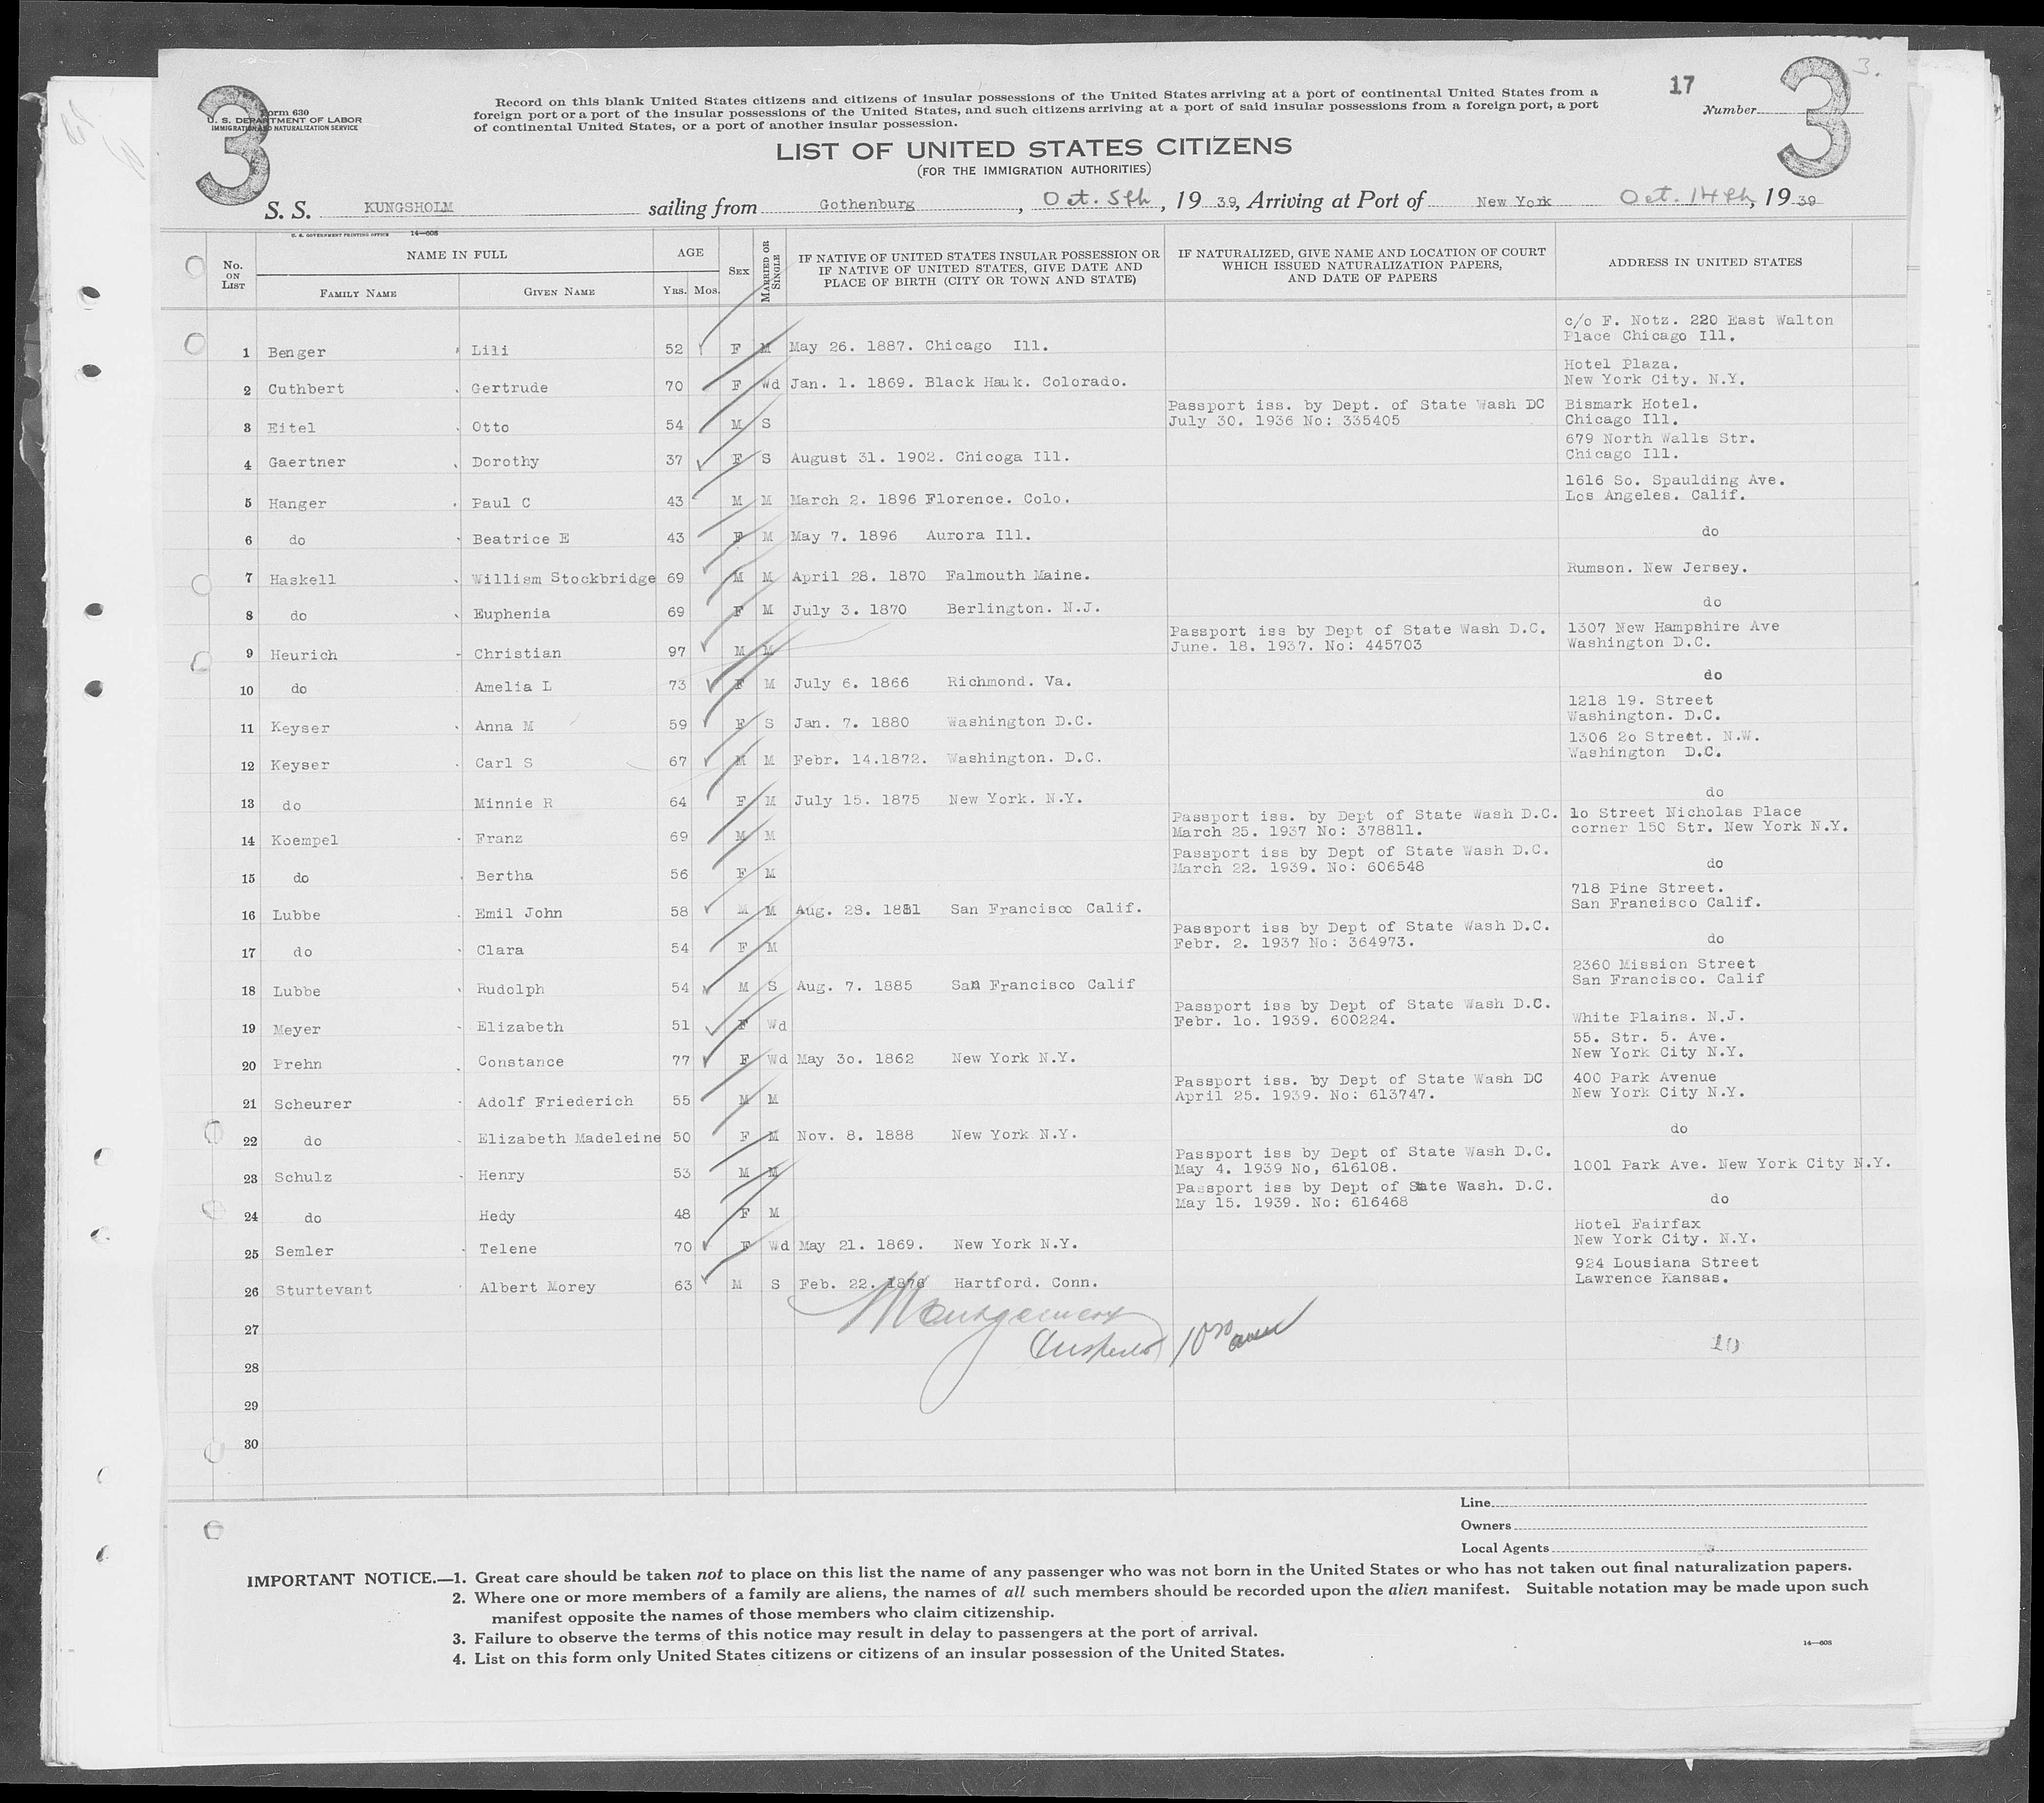 3
3
3.
17
Form 630
U. S. DEPARTMENT OF LABOR
IMMIGRATION AND NATURALIZATION SERVICE
Record on this blank United States citizens and citizens of insular possessions of the United States arriving at a port of continental United States from a
foreign port or a port of the insular possessions of the United States, and such citizens arriving at a port of said insular possessions from a foreign port, a port
of continental United States, or a port of another insular possession.
Number
LIST OF UNITED STATES CITIZENS
(FOR THE IMMIGRATION AUTHORITIES)
S. S. KUNGSHOLM sailing from Gothenburg, Oct. 5th, 19 39, Arriving at Port of New York Oct. 14th, 19 39
U. S. GOVERNMENT PRINTING OFFICE 14—608
No. ON LIST
NAME IN FULL
FAMILY NAME GIVEN NAME
AGE
YRS. MOS.
SEX
MARRIED OR SINGLE
IF NATIVE OF UNITED STATES INSULAR POSSESSION OR
IF NATIVE OF UNITED STATES, GIVE DATE AND
PLACE OF BIRTH (CITY OR TOWN AND STATE)
IF NATURALIZED, GIVE NAME AND LOCATION OF COURT
WHICH ISSUED NATURALIZATION PAPERS,
AND DATE OF PAPERS
ADDRESS IN UNITED STATES
c/o F. Notz. 220 East Walton
1 Benger Lili 52 F M May 26. 1887. Chicago Ill. Place Chicago Ill.
Hotel Plaza.
2 Cuthbert Gertrude 70 F Wd Jan. 1. 1869. Black Hauk. Colorado. New York City. N.Y.
Passport iss. by Dept. of State Wash DC Bismark Hotel.
3 Eitel Otto 54 M S July 30. 1936 No: 335405 Chicago Ill.
679 North Walls Str.
4 Gaertner Dorothy 37 F S August 31. 1902. Chicoga Ill. Chicago Ill.
1616 So. Spaulding Ave.
5 Hanger Paul C 43 M M March 2. 1896 Florence. Colo. Los Angeles. Calif.
6 do Beatrice E 43 F M May 7. 1896 Aurora Ill. do
7 Haskell William Stockbridge 69 M M April 28. 1870 Falmouth Maine. Rumson. New Jersey.
8 do Euphenia 69 F M July 3. 1870 Berlington. N.J. do
Passport iss by Dept of State Wash D.C. 1307 New Hampshire Ave
9 Heurich Christian 97 M M June. 18. 1937. No: 445703 Washington D.C.
10 do Amelia L 73 F M July 6. 1866 Richmond. Va. do
1218 19. Street
11 Keyser Anna M 59 F S Jan. 7. 1880 Washington D.C. Washington. D.C.
1306 2o Street. N.W.
12 Keyser Carl S 67 M M Febr. 14.1872. Washington. D.C. Washington D.C.
13 do Minnie R 64 F M July 15. 1875 New York. N.Y. do
Passport iss. by Dept of State Wash D.C. 1o Street Nicholas Place
14 Koempel Franz 69 M M March 25. 1937 No: 378811. corner 150 Str. New York N.Y.
Passport iss by Dept of State Wash D.C.
15 do Bertha 56 F M March 22. 1939. No: 606548 do
718 Pine Street.
16 Lubbe Emil John 58 M M Aug. 28. 1881 San Francisco Calif. San Francisco Calif.
Passport iss by Dept of State Wash D.C.
17 do Clara 54 F M Febr. 2. 1937 No: 364973. do
2360 Mission Street
18 Lubbe Rudolph 54 M S Aug. 7. 1885 San Francisco Calif San Francisco. Calif
Passport iss by Dept of State Wash D.C.
19 Meyer Elizabeth 51 F Wd Febr. 1o. 1939. 600224. White Plains. N.J.
55. Str. 5. Ave.
20 Prehn Constance 77 F Wd May 3o. 1862 New York N.Y. New York City N.Y.
Passport iss. by Dept of State Wash DC 400 Park Avenue
21 Scheurer Adolf Friederich 55 M M April 25. 1939. No: 613747. New York City N.Y.
22 do Elizabeth Madeleine 50 F M Nov. 8. 1888 New York N.Y. do
Passport iss by Dept of State Wash D.C.
23 Schulz Henry 53 M M May 4. 1939 No, 616108. 1001 Park Ave. New York City N.Y.
Passport iss by Dept of State Wash. D.C.
24 do Hedy 48 F M May 15. 1939. No: 616468 do
Hotel Fairfax
25 Semler Telene 70 F Wd May 21. 1869. New York N.Y. New York City. N.Y.
924 Lousiana Street
26 Sturtevant Albert Morey 63 M S Feb. 22. 1876 Hartford. Conn. Lawrence Kansas.
Montgomery
27
28
29
30
Line
Owners
Local Agents
IMPORTANT NOTICE.—1. Great care should be taken not to place on this list the name of any passenger who was not born in the United States or who has not taken out final naturalization papers.
2. Where one or more members of a family are aliens, the names of all such members should be recorded upon the alien manifest. Suitable notation may be made upon such
manifest opposite the names of those members who claim citizenship.
3. Failure to observe the terms of this notice may result in delay to passengers at the port of arrival.
4. List on this form only United States citizens or citizens of an insular possession of the United States.
14—608